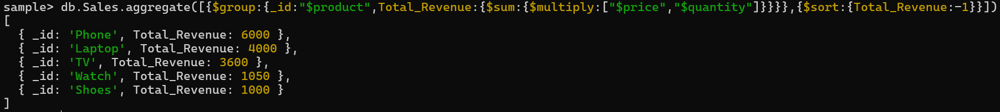 sample> db.Sales.aggregate([{$group:{_id:"$product",Total_Revenue:{$sum:{$multiply:["$price","$quantity"]}}}},{$sort:{Total_Revenue:-1}}])
[
  { _id: 'Phone', Total_Revenue: 6000 },
  { _id: 'Laptop', Total_Revenue: 4000 },
  { _id: 'TV', Total_Revenue: 3600 },
  { _id: 'Watch', Total_Revenue: 1050 },
  { _id: 'Shoes', Total_Revenue: 1000 }
]